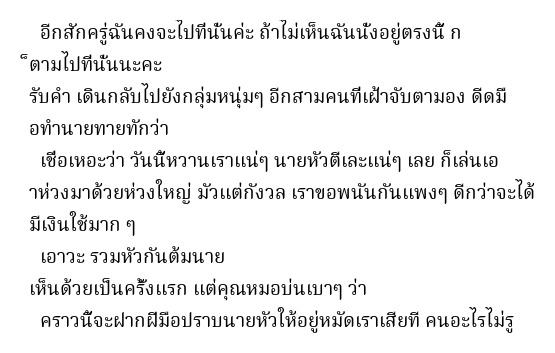 อีกสักครู่ฉันคงจะไปที่นั่นค่ะ ถ้าไม่เห็นฉันนั่งอยู่ตรงนี้ ก
็ตามไปที่นั่นนะคะ
รับคำ เดินกลับไปยังกลุ่มหนุ่มๆ อีกสามคนที่เฝ้าจับตามอง ดีดมื
อทำนายทายทักว่า
เชื่อเหอะว่า วันนี้หวานเราแน่ๆ นายหัวตีเละแน่ๆ เลย ก็เล่นเอ
าห่วงมาด้วยห่วงใหญ่ มัวแต่กังวล เราขอพนันกันแพงๆ ดีกว่าจะได้
มีเงินใช้มาก ๆ
เอาวะ รวมหัวกันต้มนาย
เห็นด้วยเป็นครั้งแรก แต่คุณหมอบ่นเบาๆ ว่า
คราวนี้จะฝากฝีมือปราบนายหัวให้อยู่หมัดเราเสียที คนอะไรไม่รู